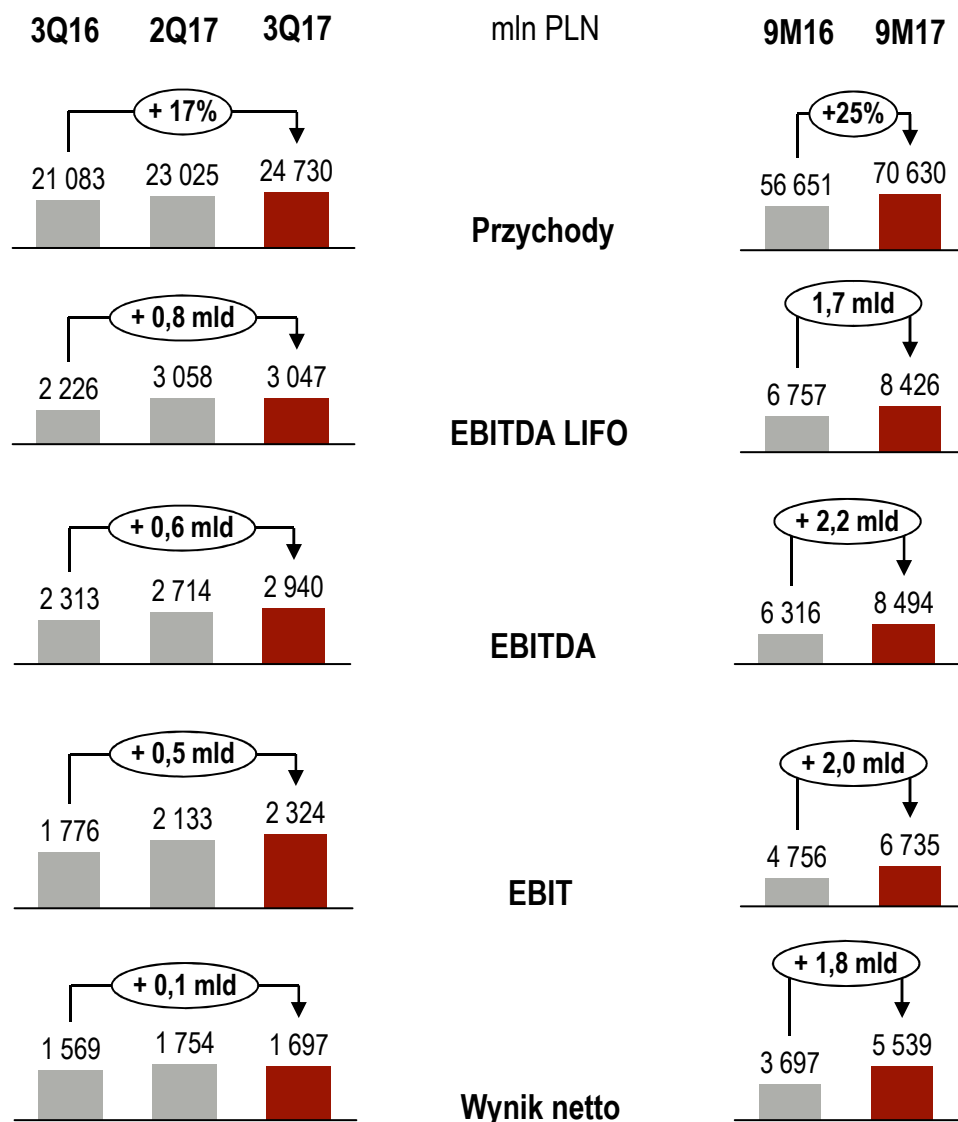 3Q16 2Q17 3Q17 mln PLN 9M16 9M17
+ 17% +25%
21 083 23 025 24 730 56 651 70 630
Przychody
+ 0,8 mld 1,7 mld
2 226 3 058 3 047 6 757 8 426
EBITDA LIFO
+ 0,6 mld + 2,2 mld
2 313 2 714 2 940 6 316 8 494
EBITDA
+ 0,5 mld + 2,0 mld
1 776 2 133 2 324 4 756 6 735
EBIT
+ 0,1 mld + 1,8 mld
1 569 1 754 1 697 3 697 5 539
Wynik netto